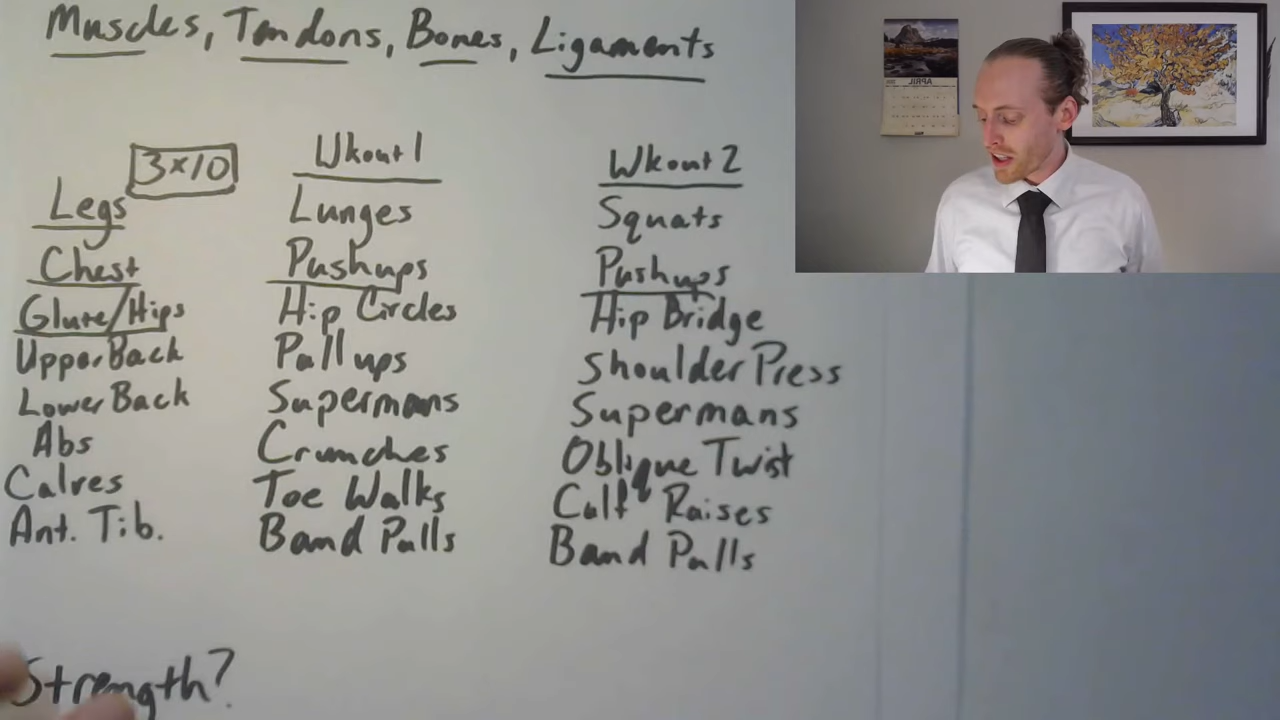 Muscles, Tendons, Bones, Ligaments
3x10 Wkout 1 Wkout 2
Legs Lunges Squats
Chest Pushups Pushups
Glute/Hips Hip Circles Hip Bridge
Upper Back Pull ups Shoulder Press
Lower Back Supermans Supermans
Abs Crunches Oblique Twist
Calves Toe Walks Calf Raises
Ant. Tib. Band Pulls Band Pulls
Strength?
APRIL